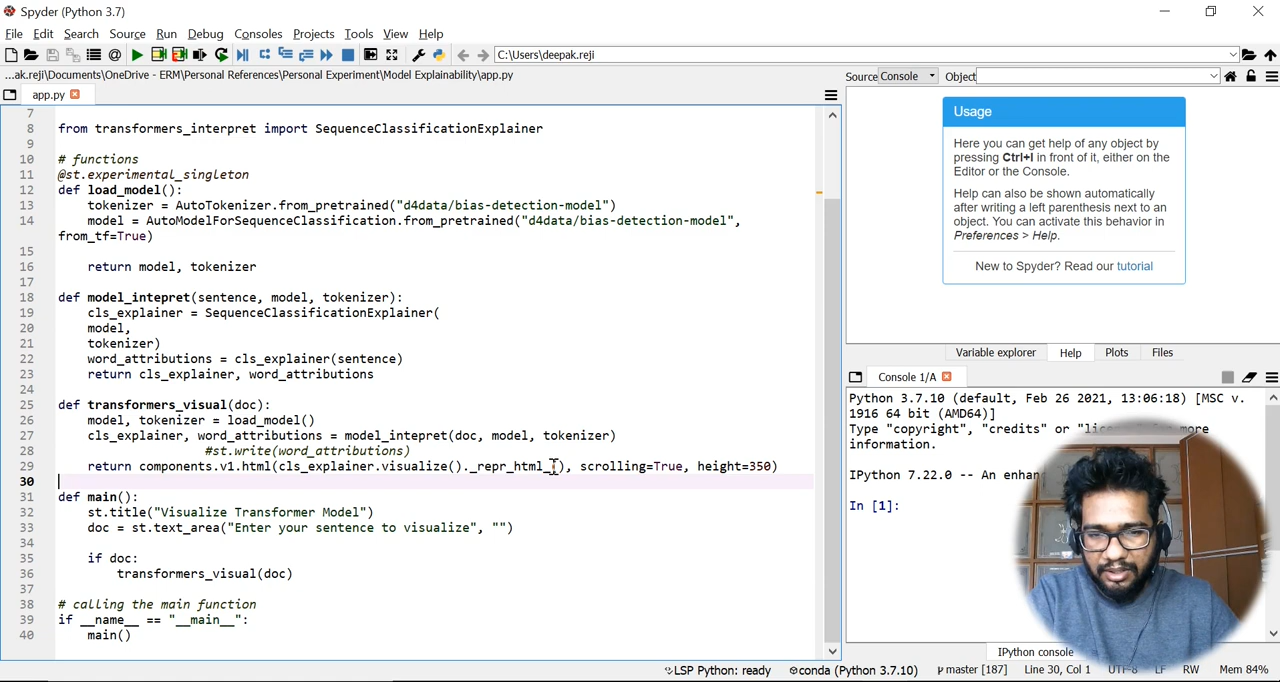 Spyder (Python 3.7)
File Edit Search Source Run Debug Consoles Projects Tools View Help
C:\Users\deepak.reji
...ak.reji\Documents\OneDrive - ERM\Personal References\Personal Experiment\Model Explainability\app.py
Source Console Object
app.py
7
8 from transformers_interpret import SequenceClassificationExplainer
9
10 # functions
11 @st.experimental_singleton
12 def load_model():
13 tokenizer = AutoTokenizer.from_pretrained("d4data/bias-detection-model")
14 model = AutoModelForSequenceClassification.from_pretrained("d4data/bias-detection-model",
from_tf=True)
15
16 return model, tokenizer
17
18 def model_intepret(sentence, model, tokenizer):
19 cls_explainer = SequenceClassificationExplainer(
20 model,
21 tokenizer)
22 word_attributions = cls_explainer(sentence)
23 return cls_explainer, word_attributions
24
25 def transformers_visual(doc):
26 model, tokenizer = load_model()
27 cls_explainer, word_attributions = model_intepret(doc, model, tokenizer)
28 #st.write(word_attributions)
29 return components.v1.html(cls_explainer.visualize()._repr_html_(), scrolling=True, height=350)
30
31 def main():
32 st.title("Visualize Transformer Model")
33 doc = st.text_area("Enter your sentence to visualize", "")
34
35 if doc:
36 transformers_visual(doc)
37
38 # calling the main function
39 if __name__ == "__main__":
40 main()
Usage
Here you can get help of any object by
pressing Ctrl+I in front of it, either on the
Editor or the Console.
Help can also be shown automatically
after writing a left parenthesis next to an
object. You can activate this behavior in
Preferences > Help.
New to Spyder? Read our tutorial
Variable explorer Help Plots Files
Console 1/A
Python 3.7.10 (default, Feb 26 2021, 13:06:18) [MSC v.
1916 64 bit (AMD64)]
Type "copyright", "credits" or more
information.
IPython 7.22.0 -- An
In [1]:
IPython console
LSP Python: ready conda (Python 3.7.10) master [187] Line 30, Col 1 UTF-8 LF RW Mem 84%